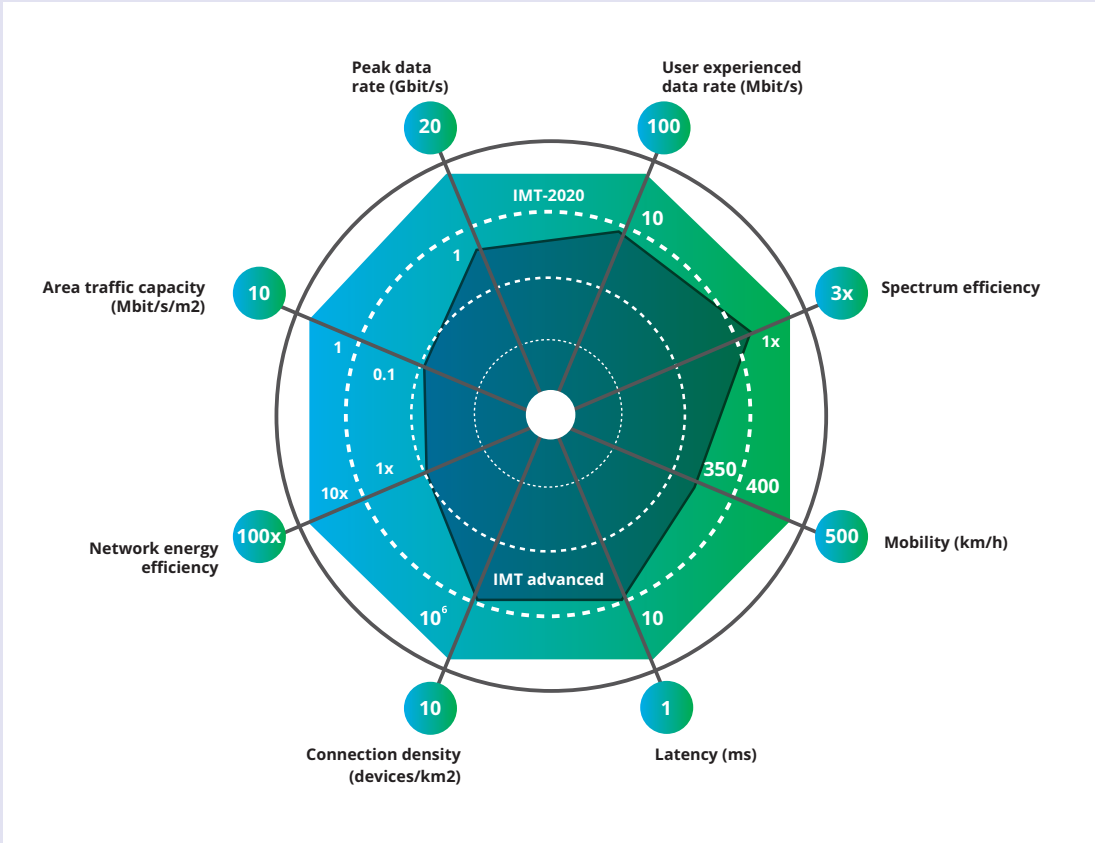 Peak data
rate (Gbit/s)
User experienced
data rate (Mbit/s)
20
100
IMT-2020
10
1
Area traffic capacity
(Mbit/s/m2)
10
3x
Spectrum efficiency
1
1x
0.1
1x
350
10x
400
Network energy
efficiency
100x
500
Mobility (km/h)
IMT advanced
10⁶
10
10
1
Connection density
(devices/km2)
Latency (ms)